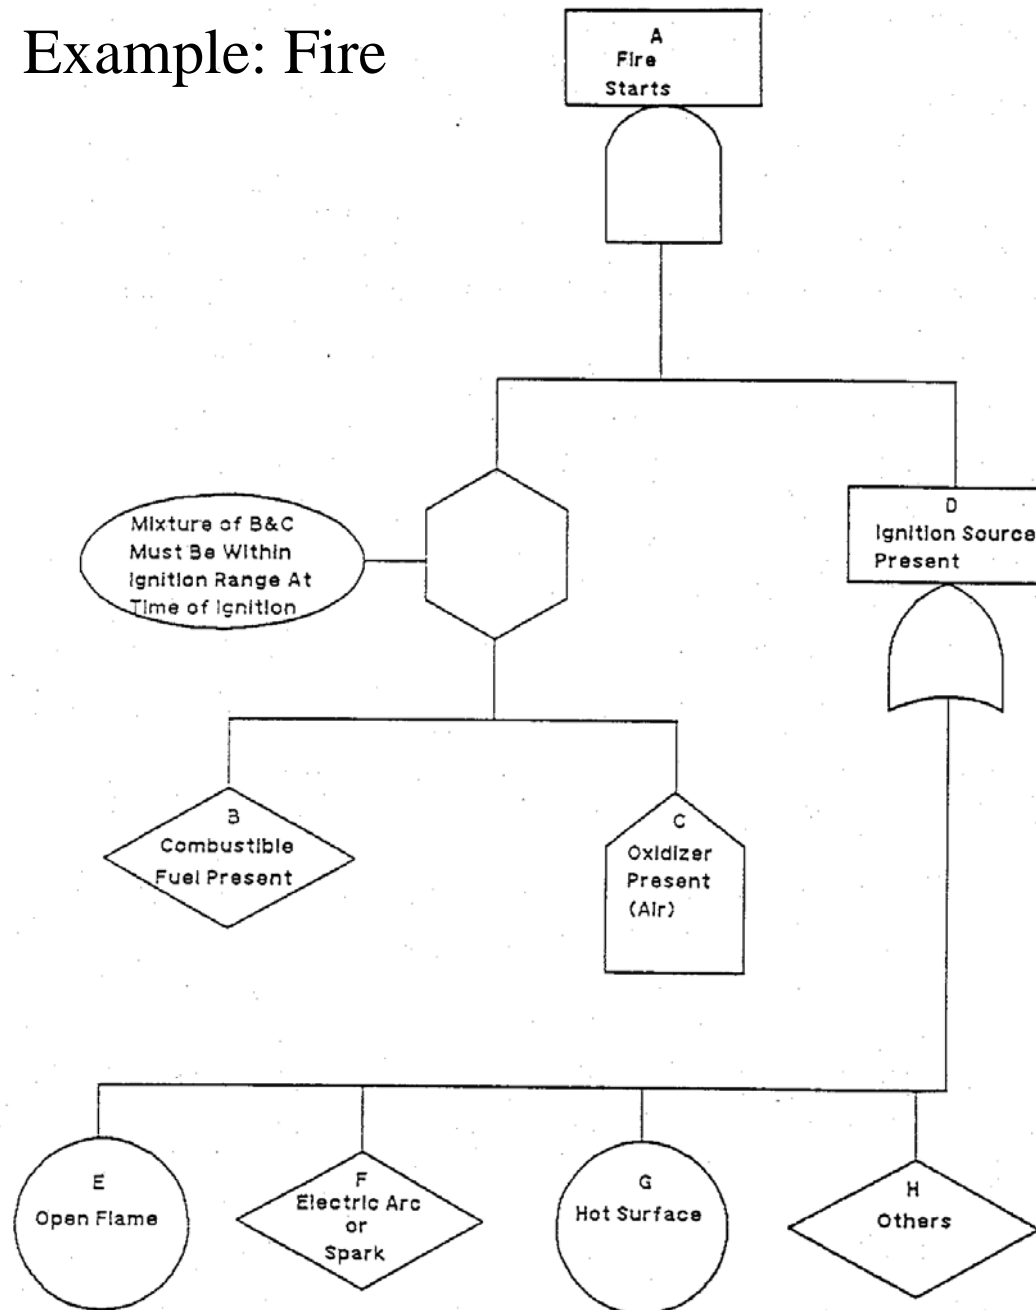 Example: Fire
A
Fire
Starts
Mixture of B&C
Must Be Within
Ignition Range At
Time of Ignition
D
Ignition Source
Present
B
Combustible
Fuel Present
C
Oxidizer
Present
(Air)
E
Open Flame
F
Electric Arc
or
Spark
G
Hot Surface
H
Others